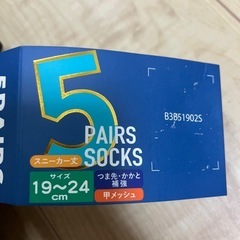 5
PAIRS
SOCKS
スニーカー丈
サイズ
19～24
cm
つま先・かかと
補強
甲メッシュ
B3B51902S
5PAIRS